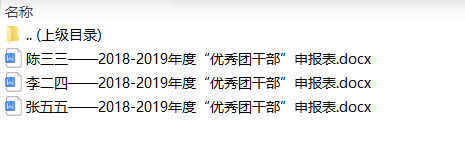 名称
.. (上级目录)
陈三三——2018-2019年度“优秀团干部”申报表.docx
李二四——2018-2019年度“优秀团干部”申报表.docx
张五五——2018-2019年度“优秀团干部”申报表.docx